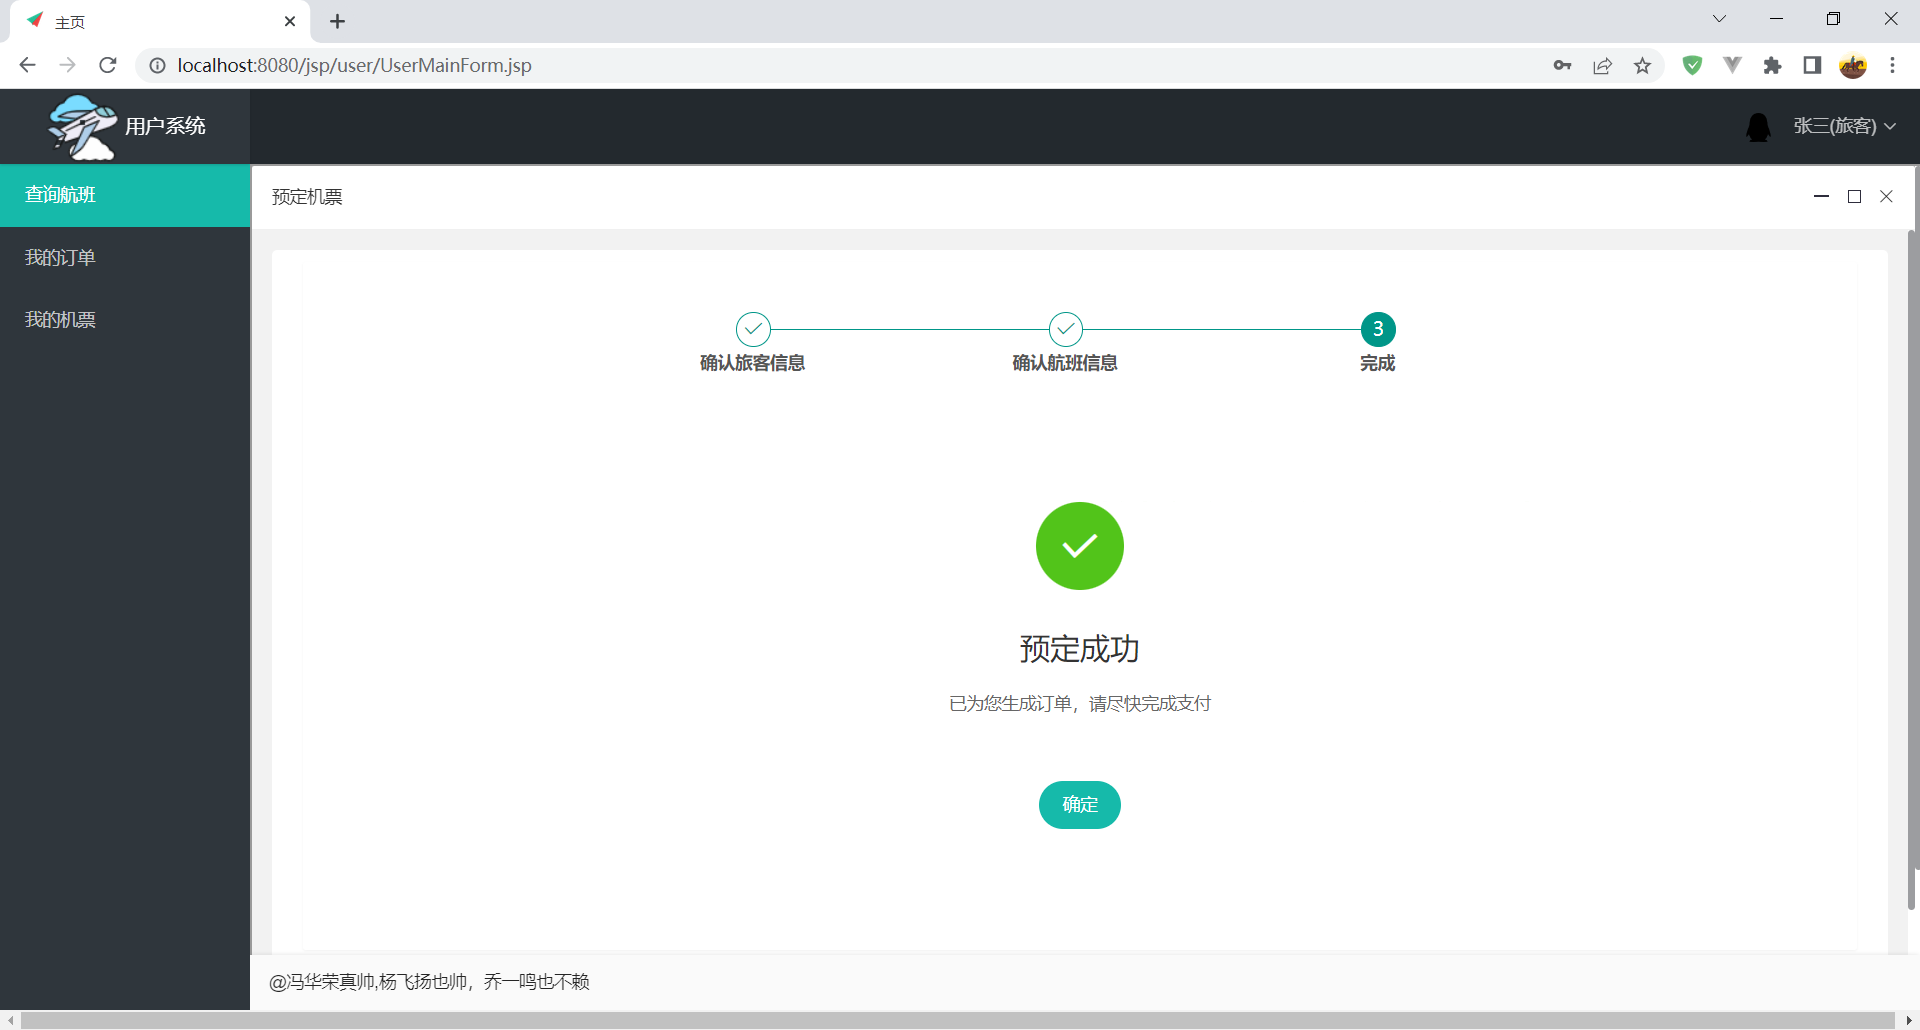 主页
localhost:8080/jsp/user/UserMainForm.jsp
用户系统
张三(旅客)
查询航班
我的订单
我的机票
预定机票
3
确认旅客信息
确认航班信息
完成
预定成功
已为您生成订单，请尽快完成支付
确定
@冯华荣真帅,杨飞扬也帅，乔一鸣也不赖